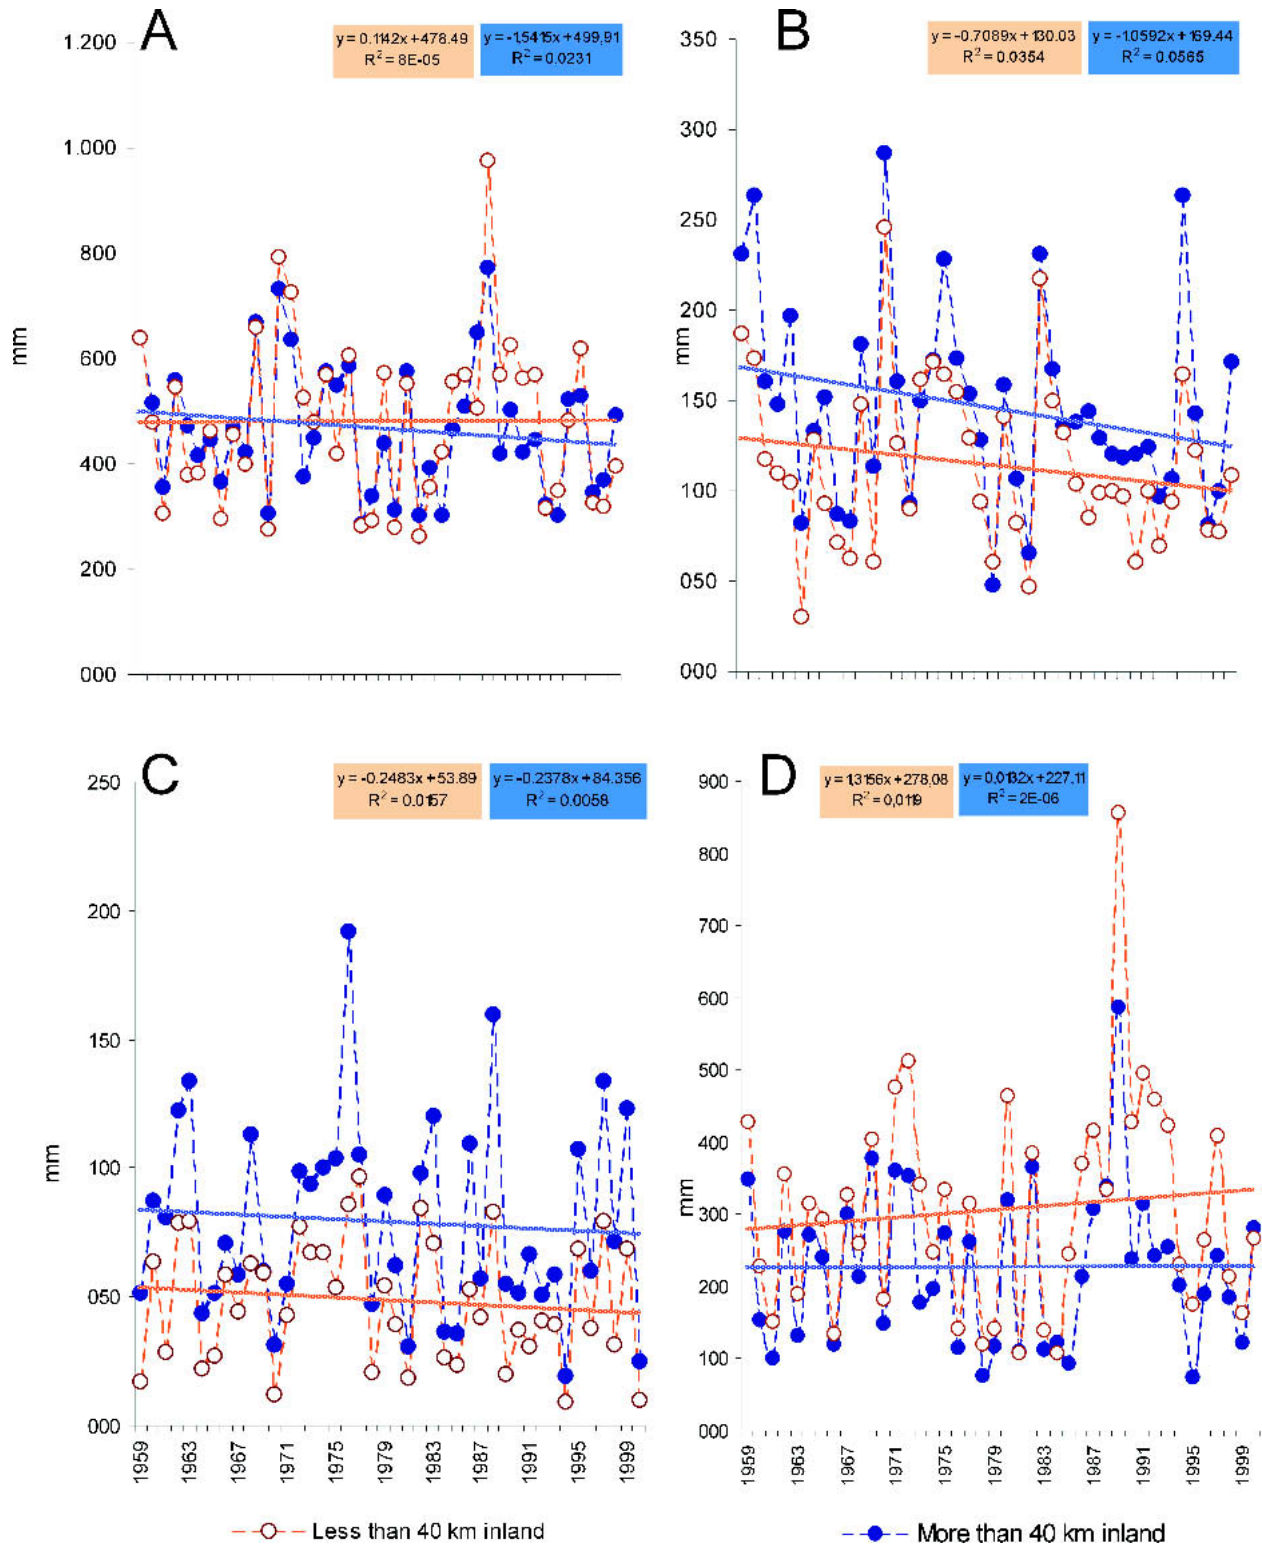 A
y = 0.1142x + 478.49
R² = 8E-05
y = -1,5415x + 499,91
R² = 0.0231
1.200
1.000
800
600
400
200
000
mm
B
y = -0.7089x + 130.03
R² = 0.0354
y = -1.0592x + 169.44
R² = 0.0565
350
300
250
200
150
100
050
000
mm
C
y = -0.2483x + 53.89
R² = 0.0157
y = -0.2378x + 84.356
R² = 0.0058
250
200
150
100
050
000
mm
1959 1963 1967 1971 1975 1979 1983 1987 1991 1995 1999
D
y = 1,3156x + 278,08
R² = 0,0119
y = 0,0132x + 227,11
R² = 2E-06
900
800
700
600
500
400
300
200
100
000
mm
1959 1963 1967 1971 1975 1979 1983 1987 1991 1995 1999
Less than 40 km inland
More than 40 km inland